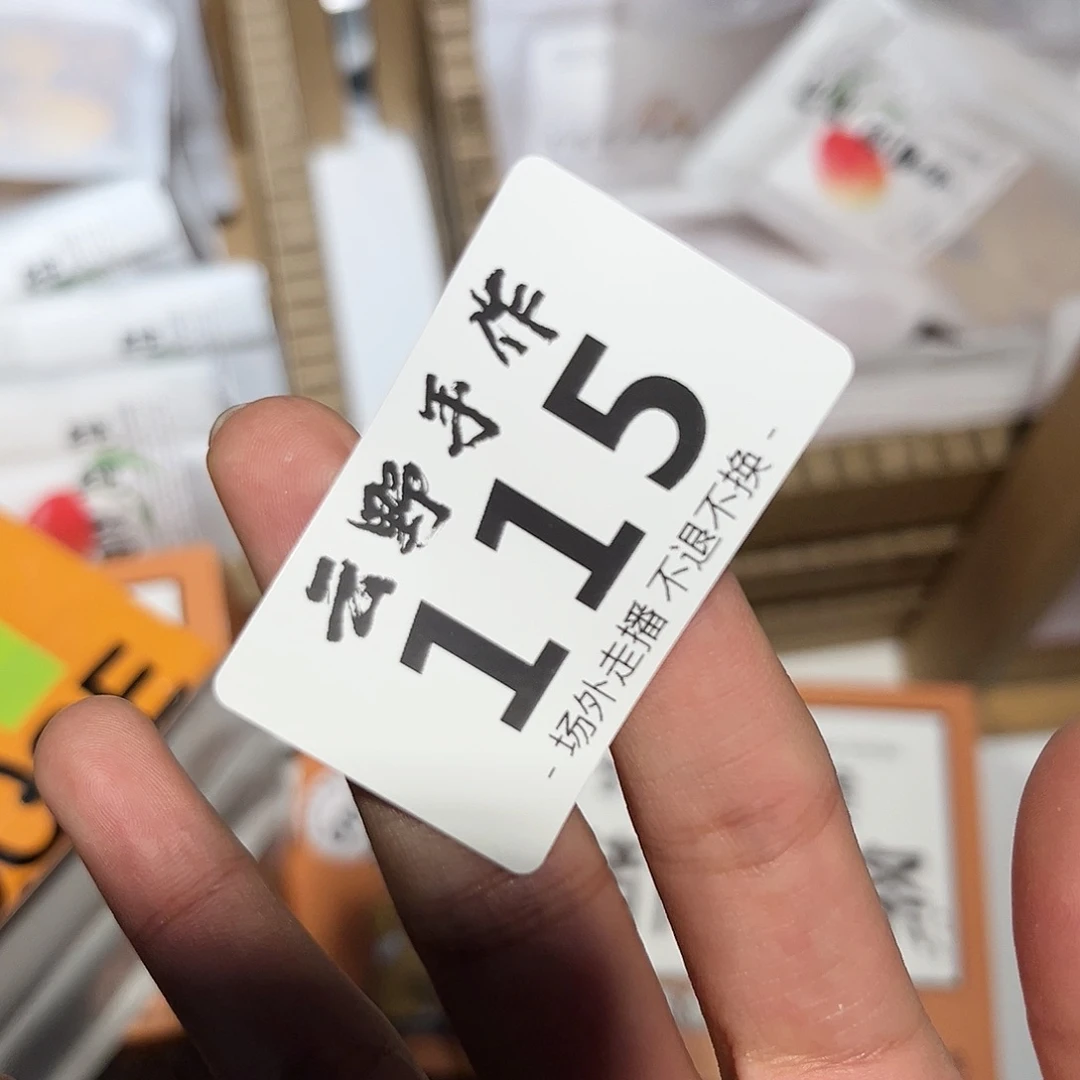 云野手作
115
- 场外走播 不退不换 -